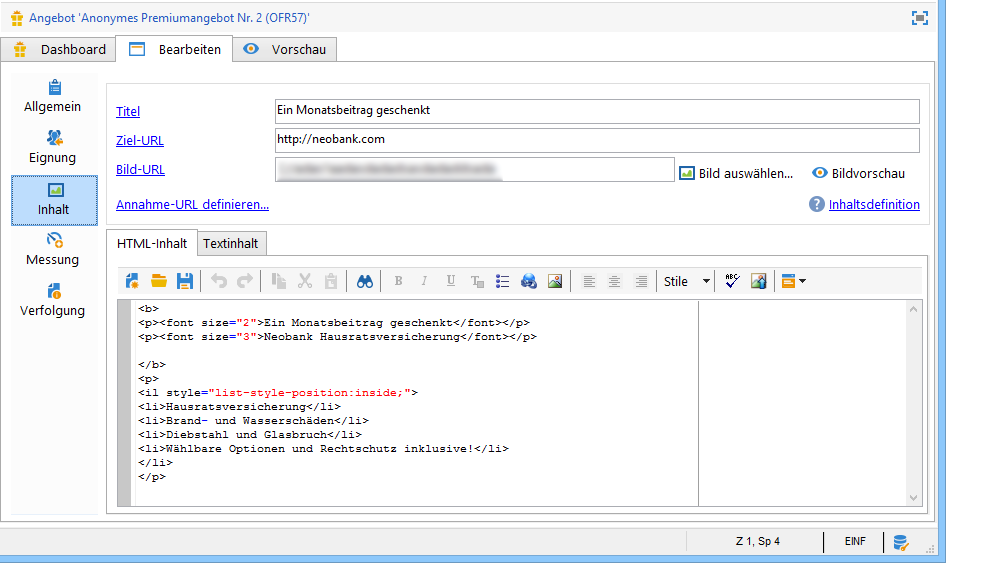 Angebot 'Anonymes Premiumangebot Nr. 2 (OFR57)'
Dashboard Bearbeiten Vorschau
Allgemein
Eignung
Inhalt
Messung
Verfolgung
Titel Ein Monatsbeitrag geschenkt
Ziel-URL http://neobank.com
Bild-URL Bild auswählen... Bildvorschau
Annahme-URL definieren... Inhaltsdefinition
HTML-Inhalt Textinhalt
B I U T Stile ABC
<b>
<p><font size="2">Ein Monatsbeitrag geschenkt</font></p>
<p><font size="3">Neobank Hausratsversicherung</font></p>
</b>
<p>
<il style="list-style-position:inside;">
<li>Hausratsversicherung</li>
<li>Brand- und Wasserschäden</li>
<li>Diebstahl und Glasbruch</li>
<li>Wählbare Optionen und Rechtschutz inklusive!</li>
</li>
</p>
Z 1, Sp 4 EINF